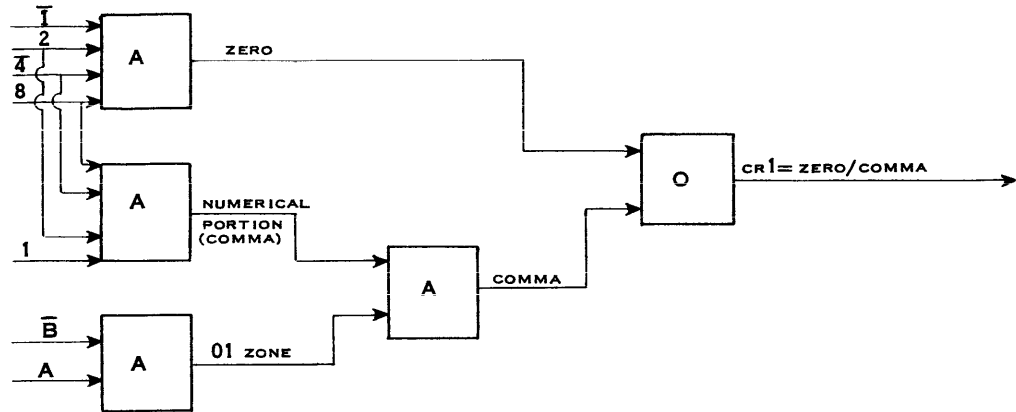 1̅
2
4̅
8
A
ZERO
A
1
NUMERICAL
PORTION
(COMMA)
O
CR1= ZERO/COMMA
A
COMMA
B̅
A
A
01 ZONE